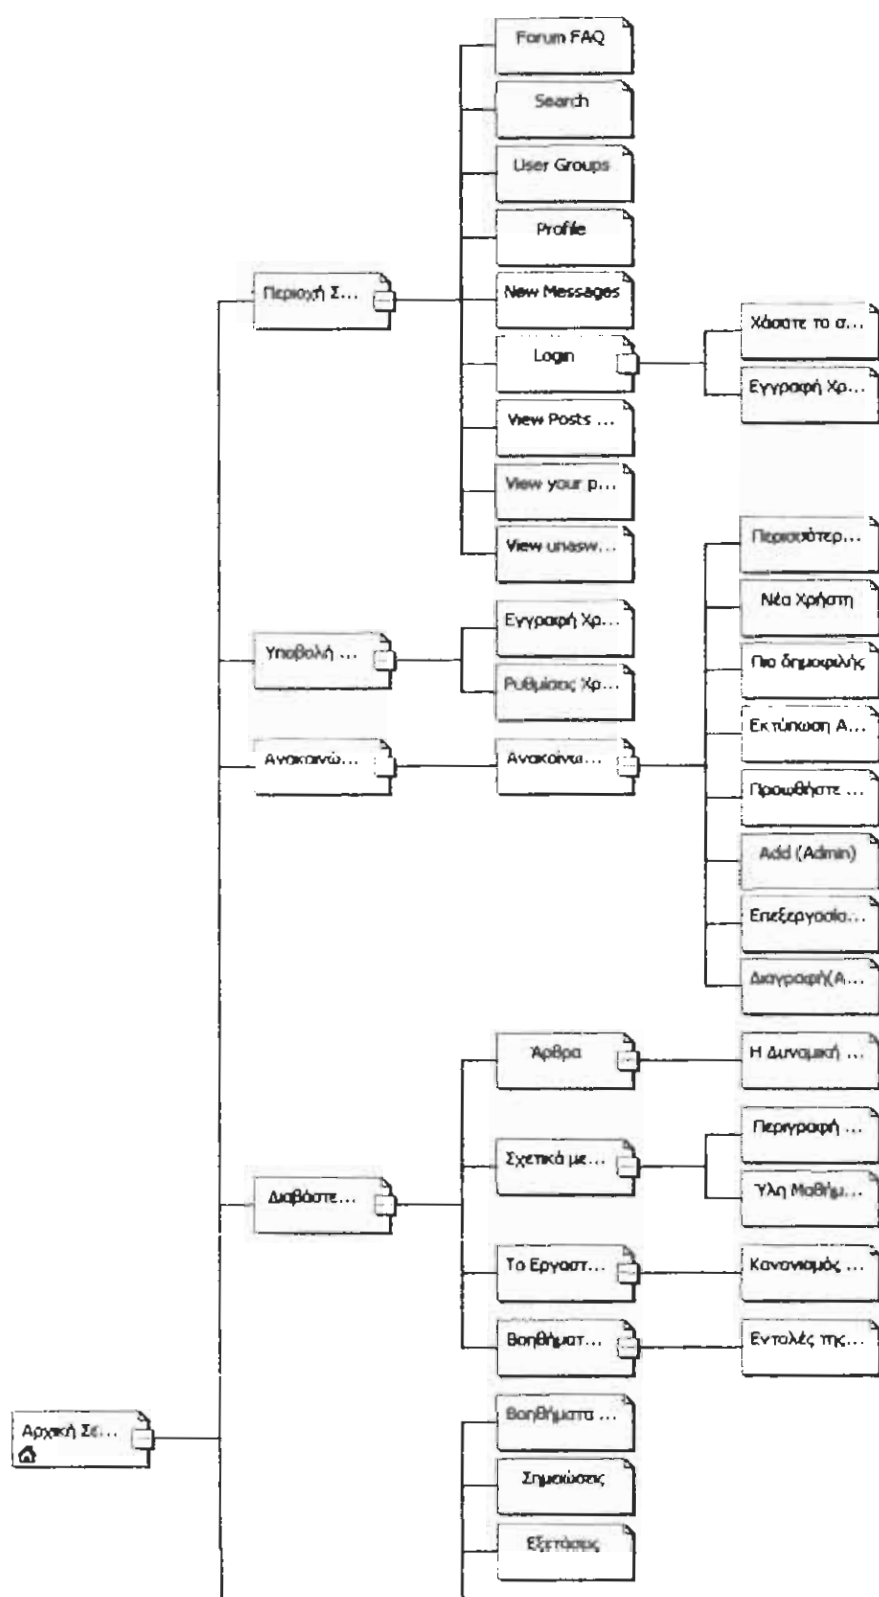 Forum FAQ
Search
User Groups
Profile
Περιοχή Σ...
New Messages
Login
Χάσατε το σ...
Εγγραφή Χρ...
View Posts ...
View your p...
View unasw...
Περισσότερ...
Νέα Χρήστη
Εγγραφή Χρ...
Υποβολή ...
Πιο δημοφιλής
Ρυθμίσεις Χρ...
Εκτύπωση Α...
Ανακοινώ...
Ανακοίνω...
Προωθήστε ...
Add (Admin)
Επεξεργασία...
Διαγραφή(Α...
Άρθρα
Η Δυναμική ...
Περιγραφή ...
Σχετικά με...
Ύλη Μαθήμ...
Διαβάστε...
Το Εργαστ...
Κανονισμός ...
Βοηθήματ...
Εντολές της...
Βοηθήματα ...
Αρχική Σε...
Σημειώσεις
Εξετάσεις